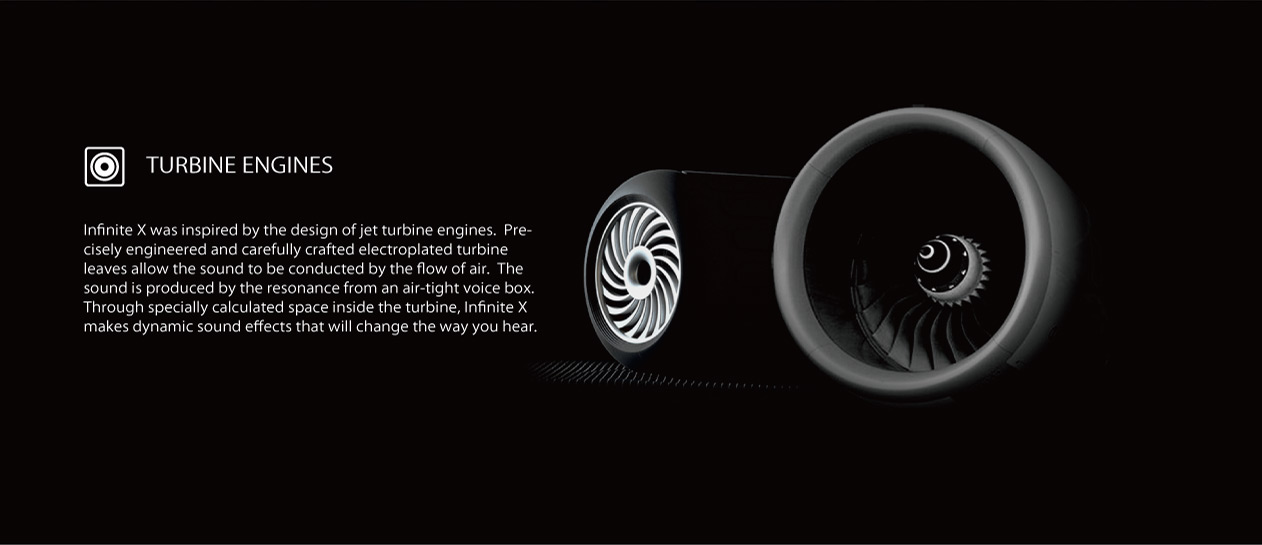 TURBINE ENGINES
Infinite X was inspired by the design of jet turbine engines.  Pre-
cisely engineered and carefully crafted electroplated turbine
leaves allow the sound to be conducted by the flow of air.  The
sound is produced by the resonance from an air-tight voice box.
Through specially calculated space inside the turbine, Infinite X
makes dynamic sound effects that will change the way you hear.